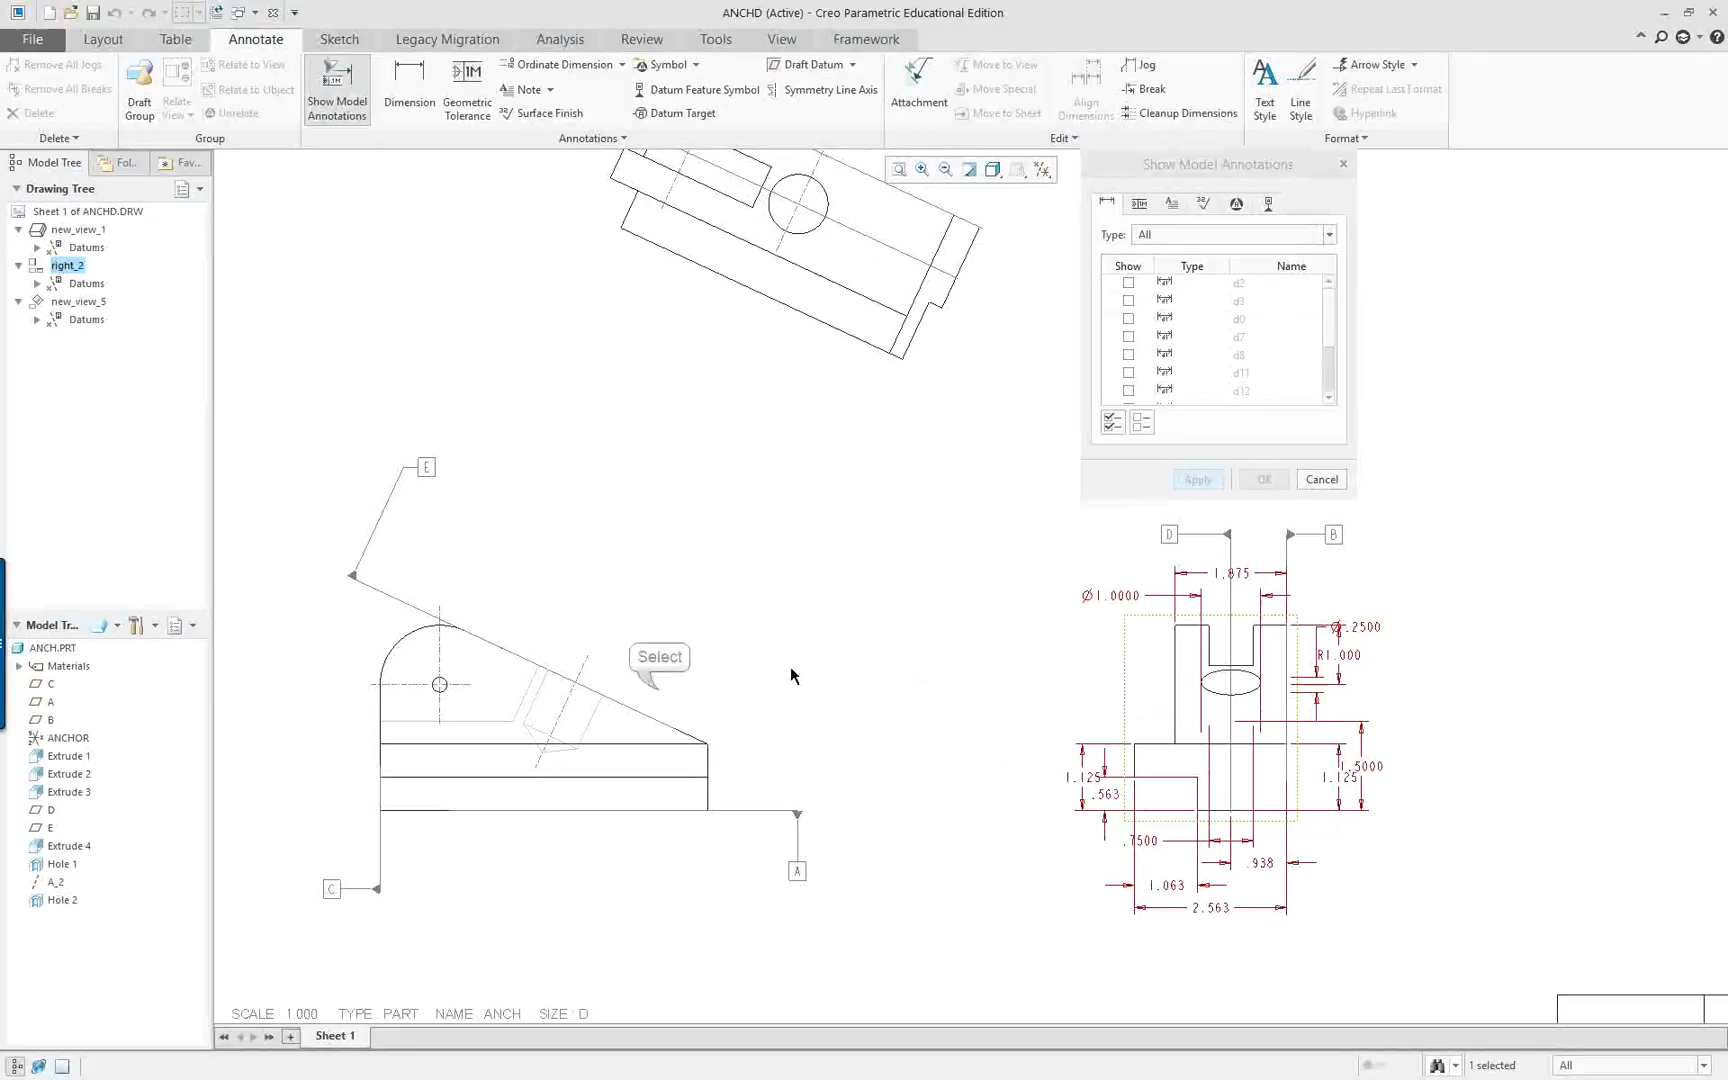 ANCHD (Active) - Creo Parametric Educational Edition
File Layout Table Annotate Sketch Legacy Migration Analysis Review Tools View Framework
Remove All Jogs
Remove All Breaks
Delete
Delete
Draft Group
Relate View
Relate to View
Relate to Object
Unrelate
Group
Show Model Annotations
Dimension
Geometric Tolerance
Ordinate Dimension
Note
Surface Finish
Symbol
Datum Feature Symbol
Datum Target
Draft Datum
Symmetry Line Axis
Annotations
Attachment
Move to View
Move Special
Move to Sheet
Align Dimensions
Jog
Break
Cleanup Dimensions
Edit
Text Style
Line Style
Arrow Style
Repeat Last Format
Hyperlink
Format
Model Tree Fol... Fav...
Drawing Tree
Sheet 1 of ANCHD.DRW
new_view_1
Datums
right_2
Datums
new_view_5
Datums
Model Tr...
ANCH.PRT
Materials
C
A
B
ANCHOR
Extrude 1
Extrude 2
Extrude 3
D
E
Extrude 4
Hole 1
A_2
Hole 2
Show Model Annotations
Type: All
Show Type Name
d2
d3
d0
d7
d8
d11
d12
Apply OK Cancel
E
Select
C
A
D B
1.875
Ø1.0000
Ø.2500
R1.000
1.125
.563
1.125
1.5000
.7500
.938
1.063
2.563
SCALE 1.000 TYPE PART NAME ANCH SIZE D
Sheet 1
1 selected All